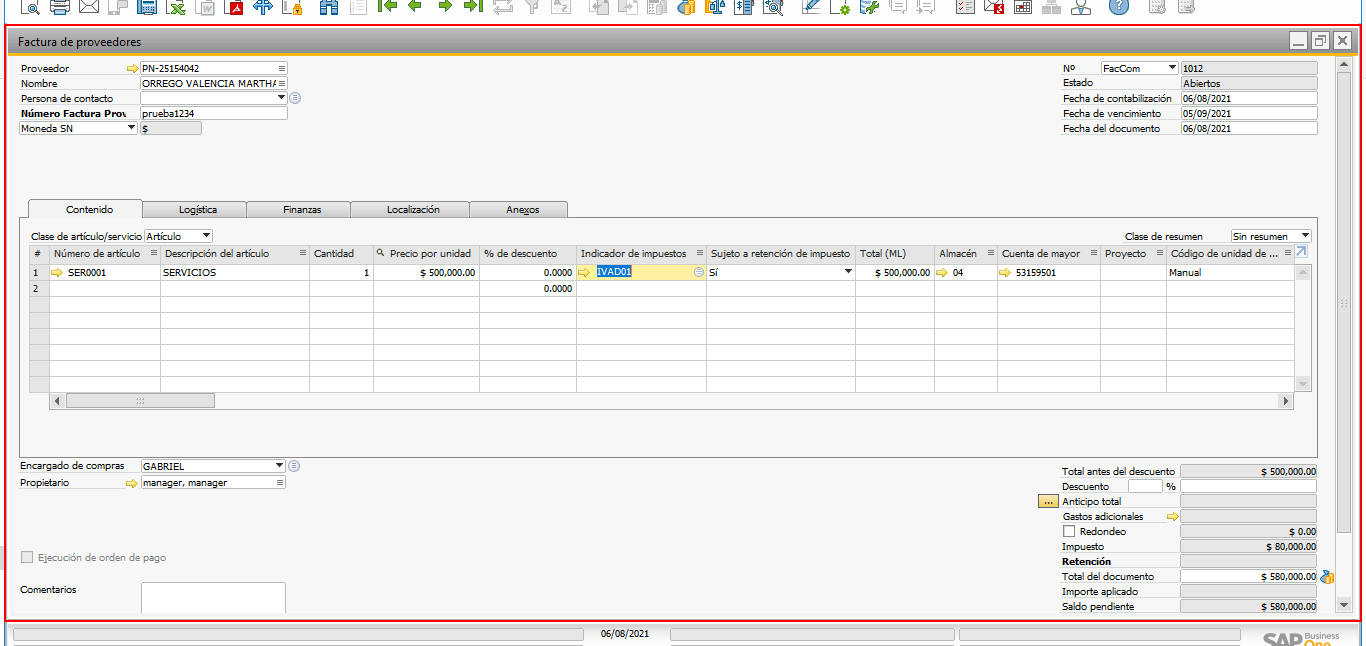 Factura de proveedores
Proveedor PN-25154042
Nombre ORREGO VALENCIA MARTHA
Persona de contacto
Número Factura Prov prueba1234
Moneda SN $
Nº FacCom 1012
Estado Abiertos
Fecha de contabilización 06/08/2021
Fecha de vencimiento 05/09/2021
Fecha del documento 06/08/2021
Contenido Logística Finanzas Localización Anexos
Clase de artículo/servicio Artículo Clase de resumen Sin resumen
# Número de artículo Descripción del artículo Cantidad Precio por unidad % de descuento Indicador de impuestos Sujeto a retención de impuesto Total (ML) Almacén Cuenta de mayor Proyecto Código de unidad de ...
1 SER0001 SERVICIOS 1 $ 500,000.00 0.0000 IVAD01 Sí $ 500,000.00 04 53159501 Manual
2 0.0000
Encargado de compras GABRIEL
Propietario manager, manager
Ejecución de orden de pago
Comentarios
Total antes del descuento $ 500,000.00
Descuento %
... Anticipo total
Gastos adicionales
Redondeo $ 0.00
Impuesto $ 80,000.00
Retención
Total del documento $ 580,000.00
Importe aplicado
Saldo pendiente $ 580,000.00
06/08/2021
SAP Business
One